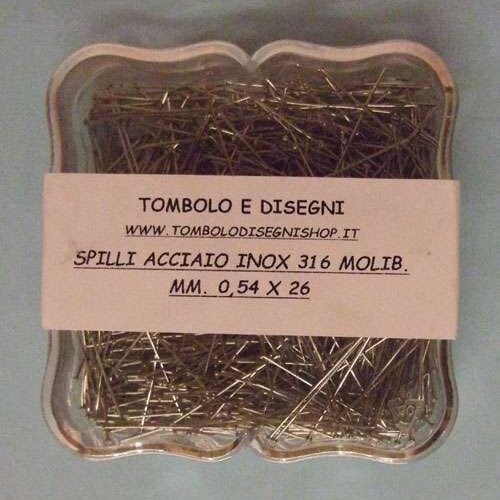 TOMBOLO E DISEGNI
WWW.TOMBOLODISEGNISHOP.IT
SPILLI ACCIAIO INOX 316 MOLIB.
MM. 0,54 X 26